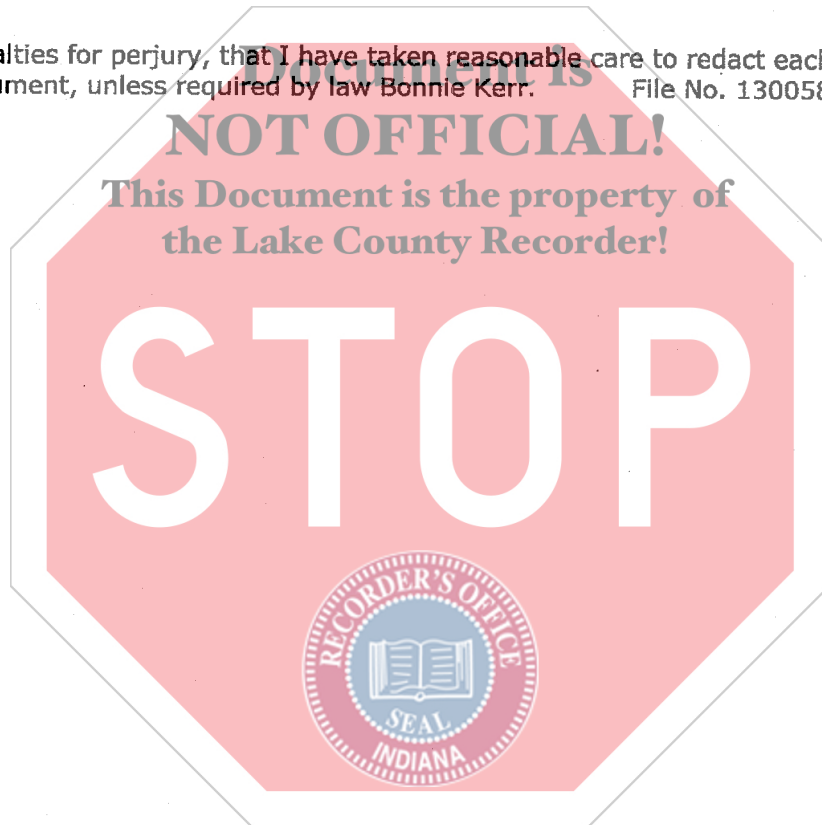 alties for perjury, that I have taken reasonable care to redact each
ument, unless required by law Bonnie Kerr. File No. 130058
Document is
NOT OFFICIAL!
This Document is the property of
the Lake County Recorder!
STOP
RECORDER'S OFFICE
SEAL
INDIANA